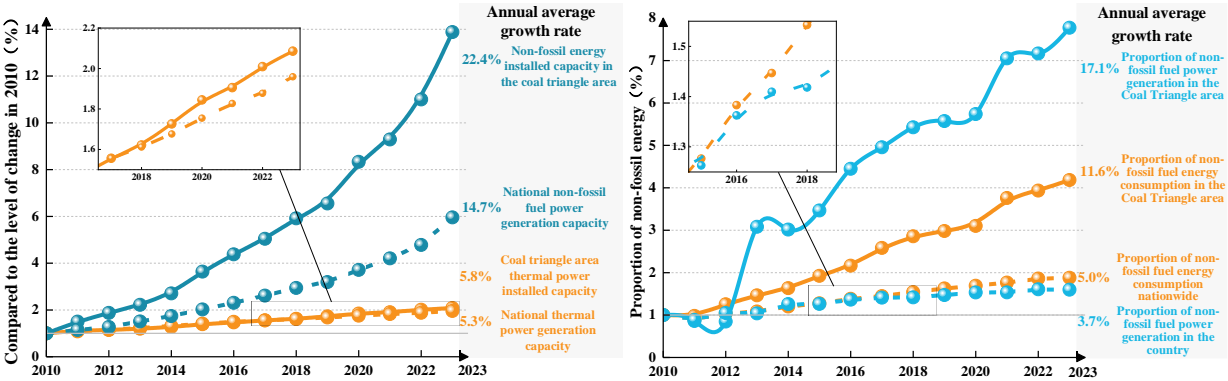 Compared to the level of change in 2010 (%)
14
12
10
8
6
4
2
0
2010
2012
2014
2016
2018
2020
2022
2023
2.2
2.0
1.8
1.6
2018
2020
2022
Annual average
growth rate
22.4%
Non-fossil energy
installed capacity in
the coal triangle area
14.7%
National non-fossil
fuel power
generation capacity
5.8%
Coal triangle area
thermal power
installed capacity
5.3%
National thermal
power generation
capacity
Proportion of non-fossil energy (%)
8
7
6
5
4
3
2
1
0
2010
2012
2014
2016
2018
2020
2022
2023
1.5
1.4
1.3
2016
2018
Annual average
growth rate
17.1%
Proportion of non-
fossil fuel power
generation in the
Coal Triangle area
11.6%
Proportion of non-
fossil fuel energy
consumption in the
Coal Triangle area
5.0%
Proportion of non-
fossil fuel energy
consumption
nationwide
3.7%
Proportion of non-
fossil fuel power
generation in the
country